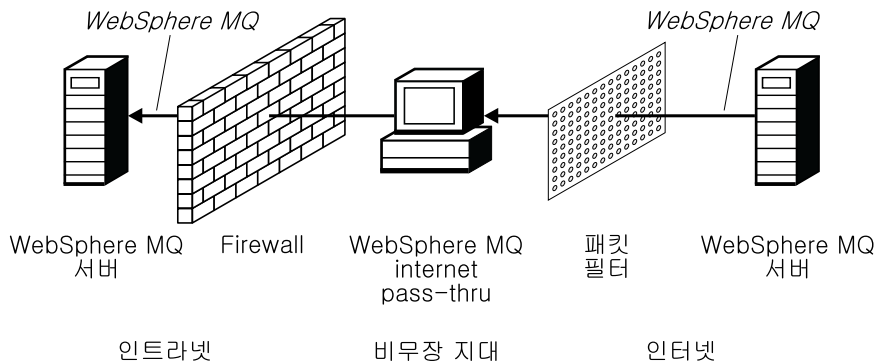 WebSphere MQ
WebSphere MQ
WebSphere MQ
서버
Firewall
WebSphere MQ
internet
pass-thru
패킷
필터
WebSphere MQ
서버
인트라넷
비무장 지대
인터넷